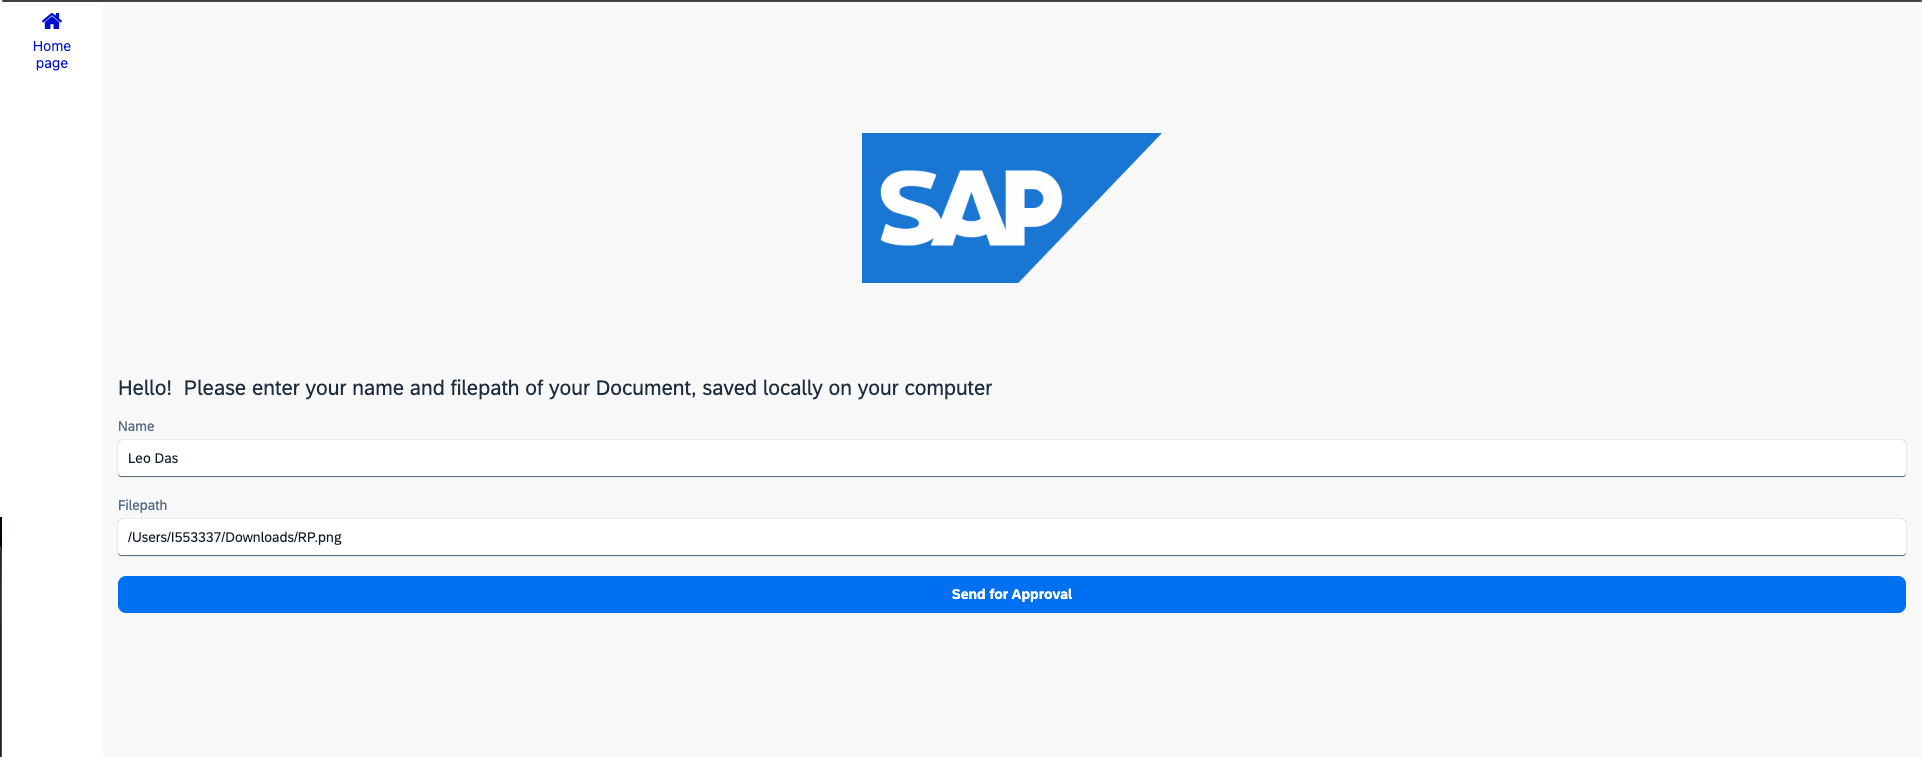 Home
page
SAP
Hello!  Please enter your name and filepath of your Document, saved locally on your computer
Name
Leo Das
Filepath
/Users/I553337/Downloads/RP.png
Send for Approval